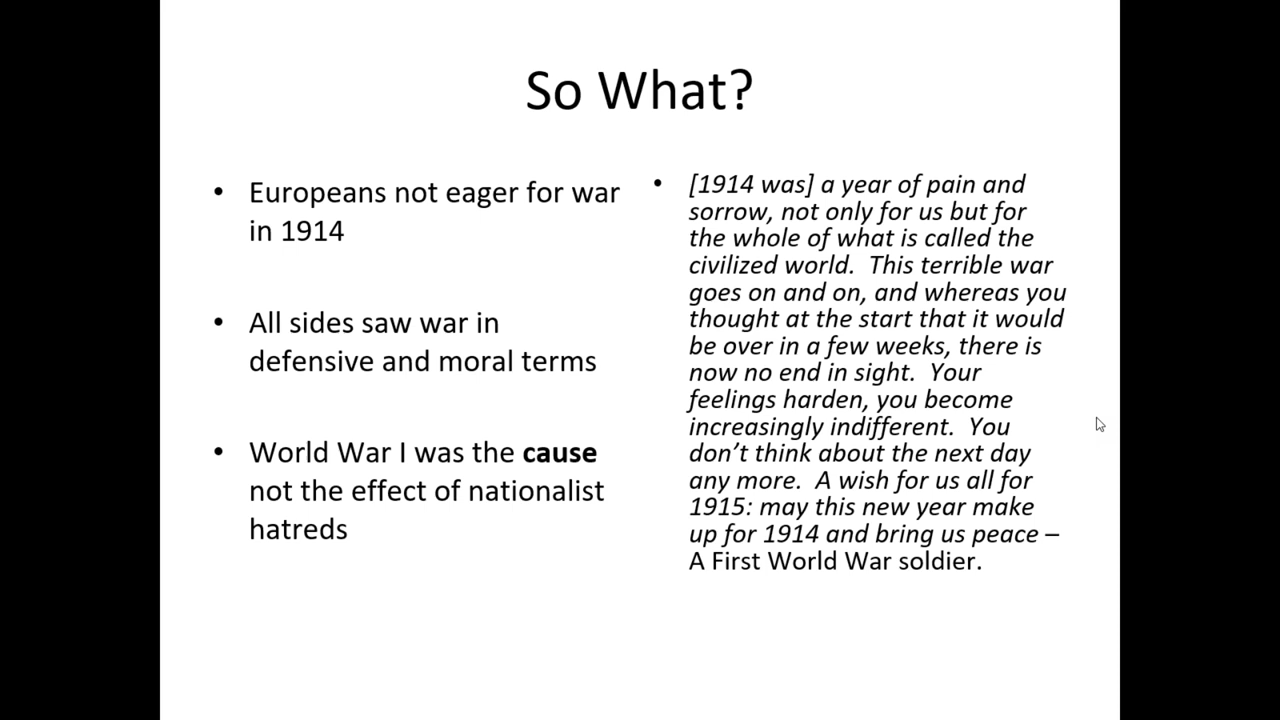 So What?
• Europeans not eager for war
in 1914
• All sides saw war in
defensive and moral terms
• World War I was the cause
not the effect of nationalist
hatreds
• [1914 was] a year of pain and
sorrow, not only for us but for
the whole of what is called the
civilized world.  This terrible war
goes on and on, and whereas you
thought at the start that it would
be over in a few weeks, there is
now no end in sight.  Your
feelings harden, you become
increasingly indifferent.  You
don’t think about the next day
any more.  A wish for us all for
1915: may this new year make
up for 1914 and bring us peace –
A First World War soldier.